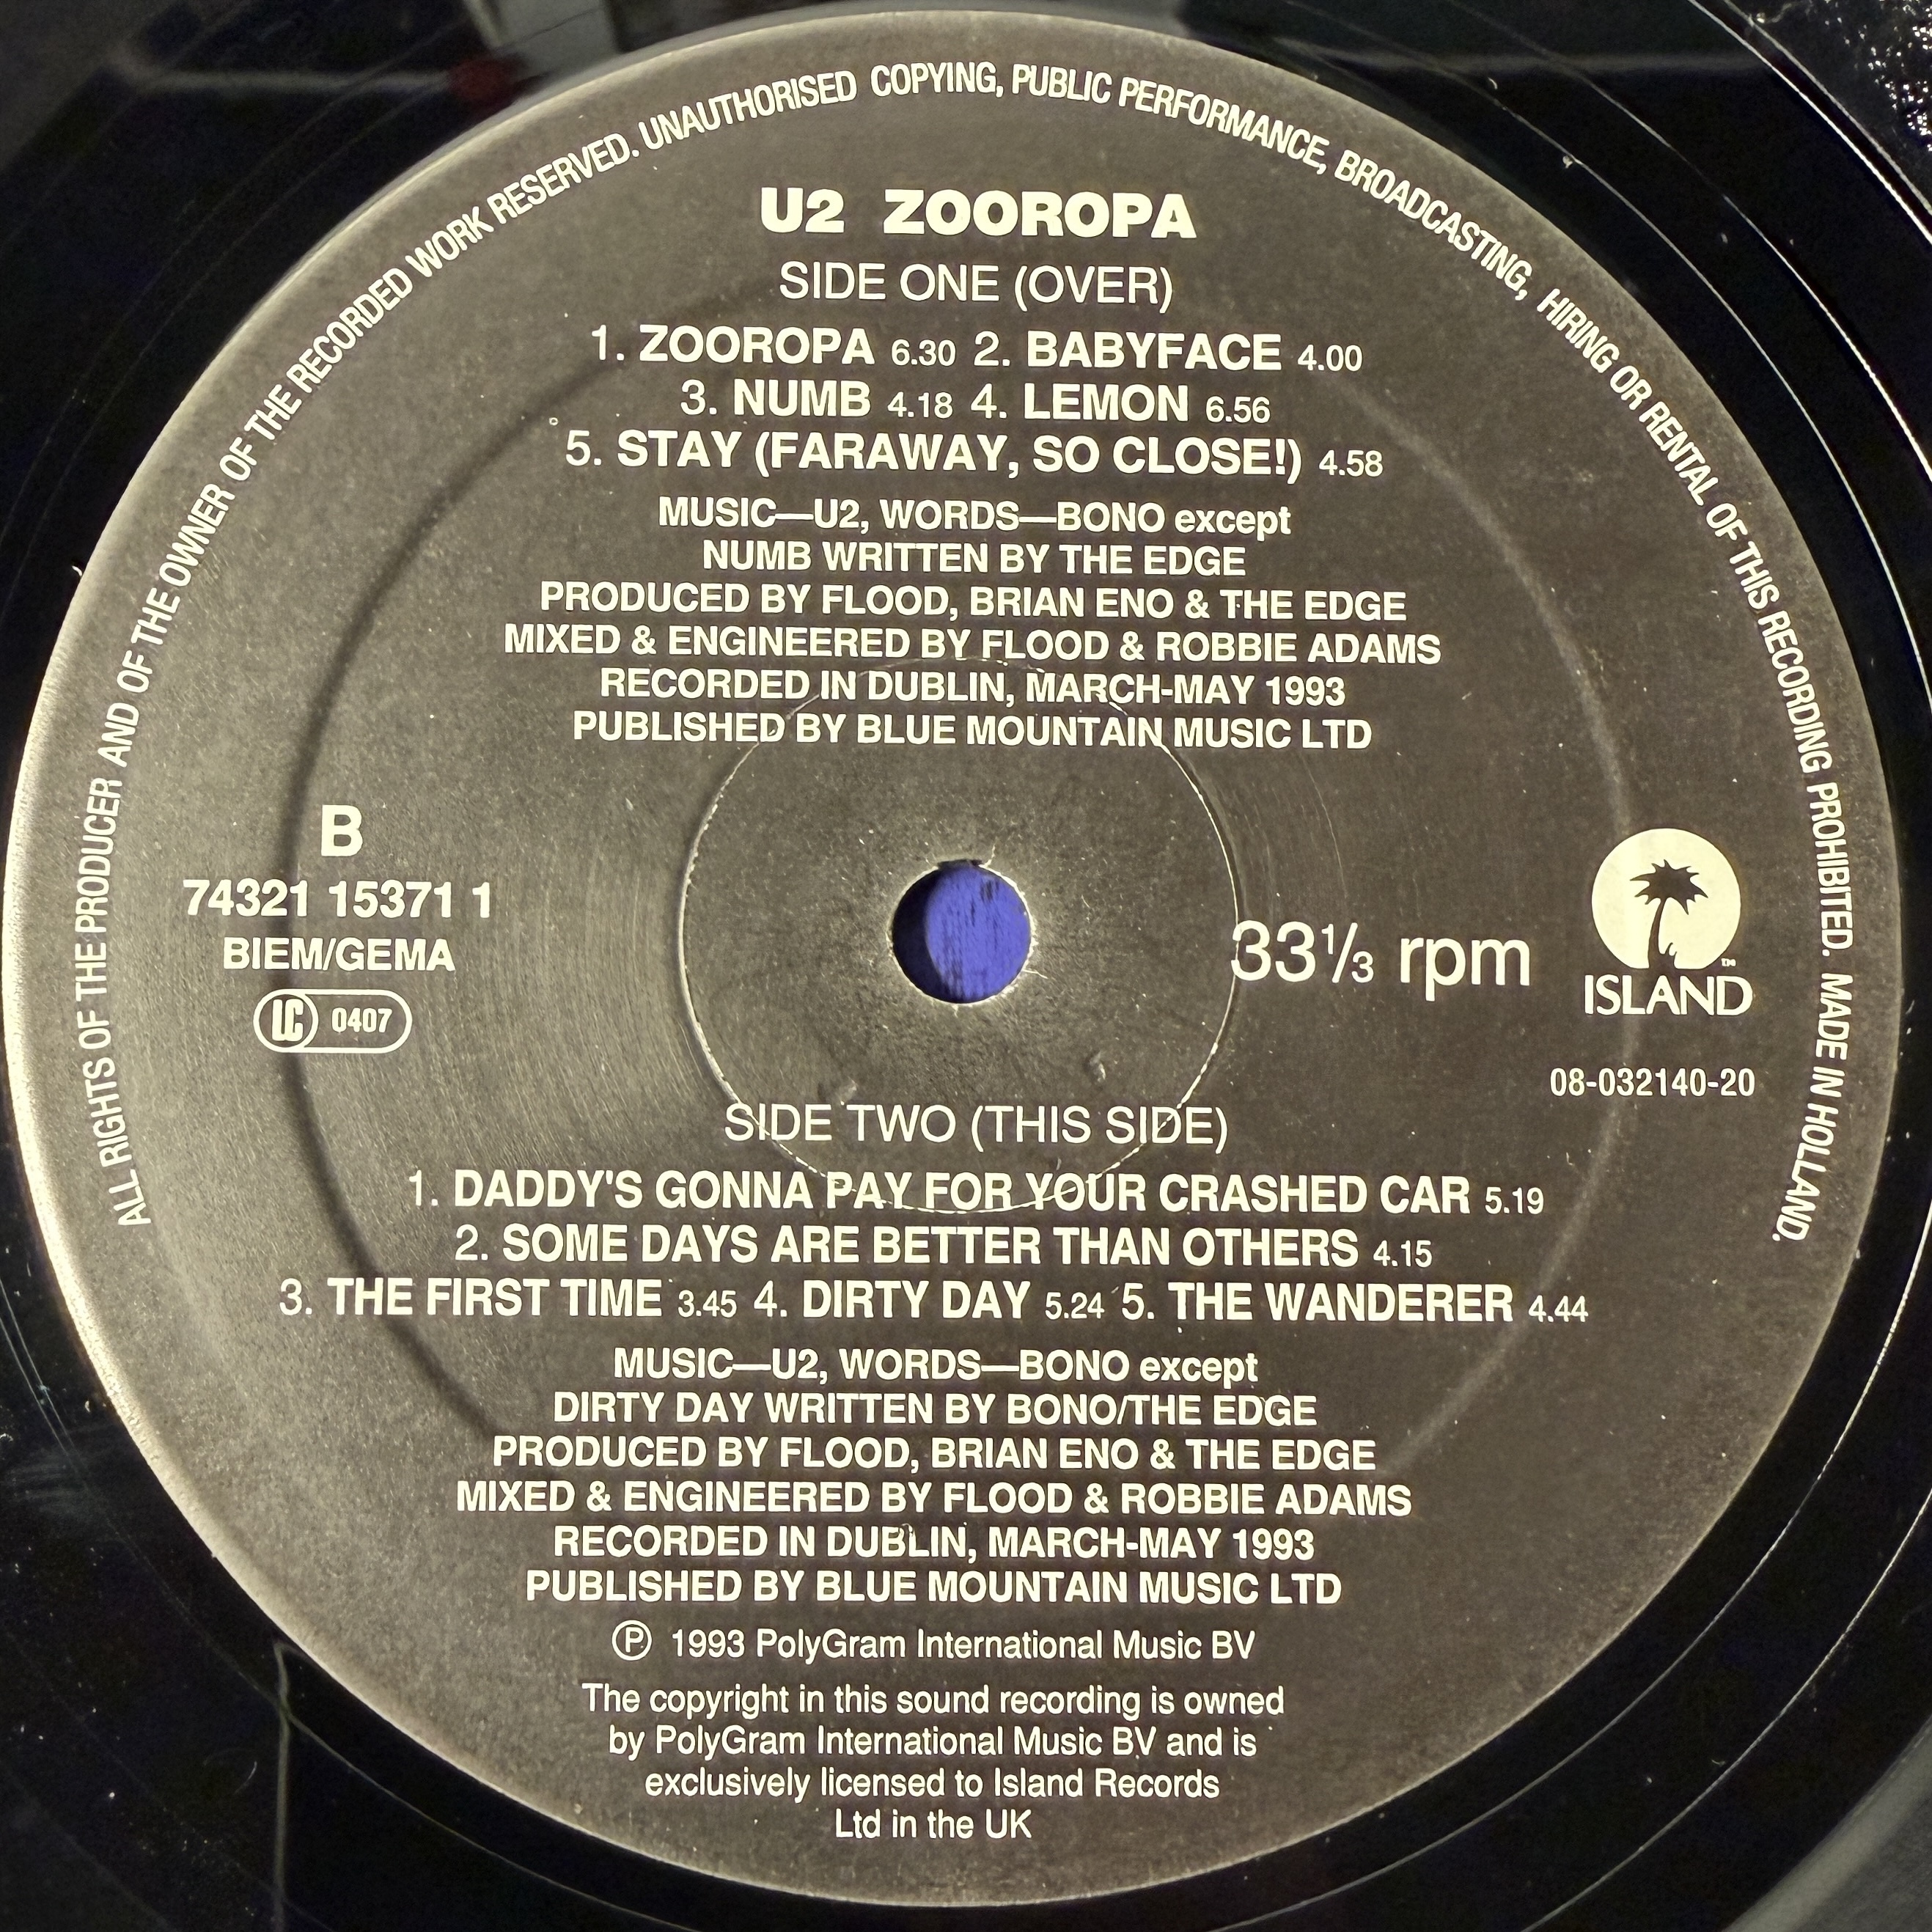 ALL RIGHTS OF THE PRODUCER AND OF THE OWNER OF THE RECORDED WORK RESERVED. UNAUTHORISED COPYING, PUBLIC PERFORMANCE, BROADCASTING, HIRING OR RENTAL OF THIS RECORDING PROHIBITED. MADE IN HOLLAND.
U2 ZOOROPA
SIDE ONE (OVER)
1. ZOOROPA 6.30 2. BABYFACE 4.00
3. NUMB 4.18 4. LEMON 6.56
5. STAY (FARAWAY, SO CLOSE!) 4.58
MUSIC—U2, WORDS—BONO except
NUMB WRITTEN BY THE EDGE
PRODUCED BY FLOOD, BRIAN ENO & THE EDGE
MIXED & ENGINEERED BY FLOOD & ROBBIE ADAMS
RECORDED IN DUBLIN, MARCH-MAY 1993
PUBLISHED BY BLUE MOUNTAIN MUSIC LTD
B
74321 15371 1
BIEM/GEMA
LC 0407
33⅓ rpm
ISLAND™
08-032140-20
SIDE TWO (THIS SIDE)
1. DADDY'S GONNA PAY FOR YOUR CRASHED CAR 5.19
2. SOME DAYS ARE BETTER THAN OTHERS 4.15
3. THE FIRST TIME 3.45 4. DIRTY DAY 5.24 5. THE WANDERER 4.44
MUSIC—U2, WORDS—BONO except
DIRTY DAY WRITTEN BY BONO/THE EDGE
PRODUCED BY FLOOD, BRIAN ENO & THE EDGE
MIXED & ENGINEERED BY FLOOD & ROBBIE ADAMS
RECORDED IN DUBLIN, MARCH-MAY 1993
PUBLISHED BY BLUE MOUNTAIN MUSIC LTD
Ⓟ 1993 PolyGram International Music BV
The copyright in this sound recording is owned
by PolyGram International Music BV and is
exclusively licensed to Island Records
Ltd in the UK